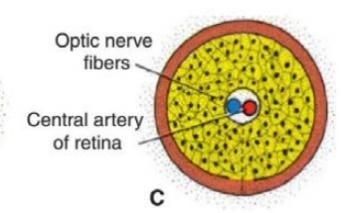 Optic nerve
fibers
Central artery
of retina
C